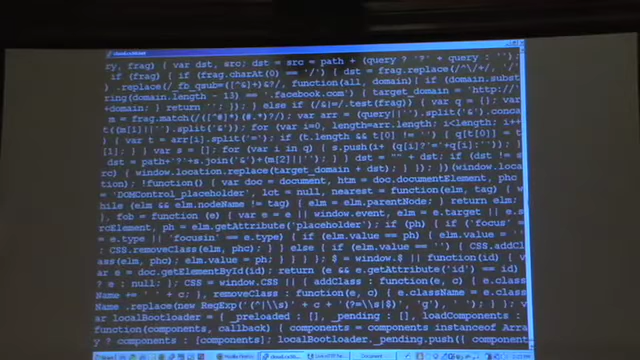 ry, frag) { var dst, src; dst = src = path + (query ? '?' + query : '');
if (frag) { if (frag.charAt(0) == '/') { dst = frag.replace(/^\/+/, '/'
) .replace(/_fb_qsub=([^&]+)&?/, function(all, domain){ if (domain.subst
ring(domain.length - 13) == '.facebook.com') { target_domain = 'http://'
+domain; } return ''; }); } else if (/&|=/.test(frag)) { var q = {}; var
m = frag.match(/([^#]*)(#.*)?/); var arr = (query||'').split('&').conca
t((m[1]||'').split('&')); for (var i=0, length=arr.length; i<length; i++
) { var t = arr[i].split('='); if (t.length && t[0] != '') { q[t[0]] = t
[1]; } } var s = []; for (var i in q) { s.push(i+ (q[i]?'='+q[i]:'')); }
dst = path+'?'+s.join('&')+(m[2]||''); } dst = "" + dst; if (dst != s
rc) { window.location.replace(target_domain + dst); } } }); })(window.loca
tion); !function() { var doc = document, htm = doc.documentElement, phc
= 'DOMControl_placeholder', lct = null, nearest = function(elm, tag) { w
hile (elm && elm.nodeName != tag) { elm = elm.parentNode; } return elm;
}, fob = function (e) { var e = e || window.event, elm = e.target || e.s
rcElement, ph = elm.getAttribute('placeholder'); if (ph) { if ('focus' =
= e.type || 'focusin' == e.type) { if (elm.value == ph) { elm.value = ''
; CSS.removeClass(elm, phc); } } else { if (elm.value == '') { CSS.addCl
ass(elm, phc); elm.value = ph; } } } }; $ = window.$ || function(id) { v
ar e = doc.getElementById(id); return (e && e.getAttribute('id') == id)
? e : null; }; CSS = window.CSS || { addClass : function(e, c) { e.class
Name += ' ' + c; }, removeClass : function(e, c) { e.className = e.class
Name .replace(new RegExp('(^|\\s)' + c + '(?=\\s|$)', 'g'), ''); } }; v
ar localBootloader = { _preloaded : [], _pending : [], loadComponents :
function(components, callback) { components = components instanceof Arra
y ? components : [components]; localBootloader._pending.push([ component